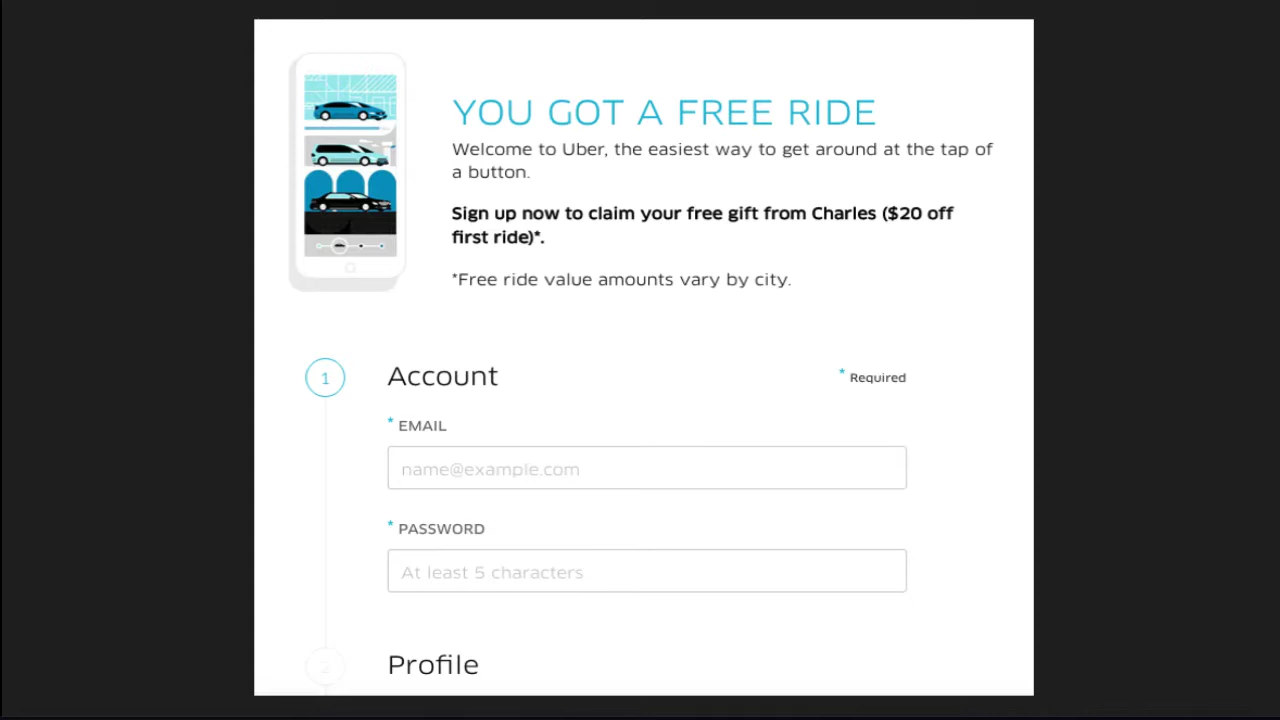 YOU GOT A FREE RIDE
Welcome to Uber, the easiest way to get around at the tap of
a button.
Sign up now to claim your free gift from Charles ($20 off
first ride)*.
*Free ride value amounts vary by city.
1
Account
* Required
* EMAIL
name@example.com
* PASSWORD
At least 5 characters
2
Profile